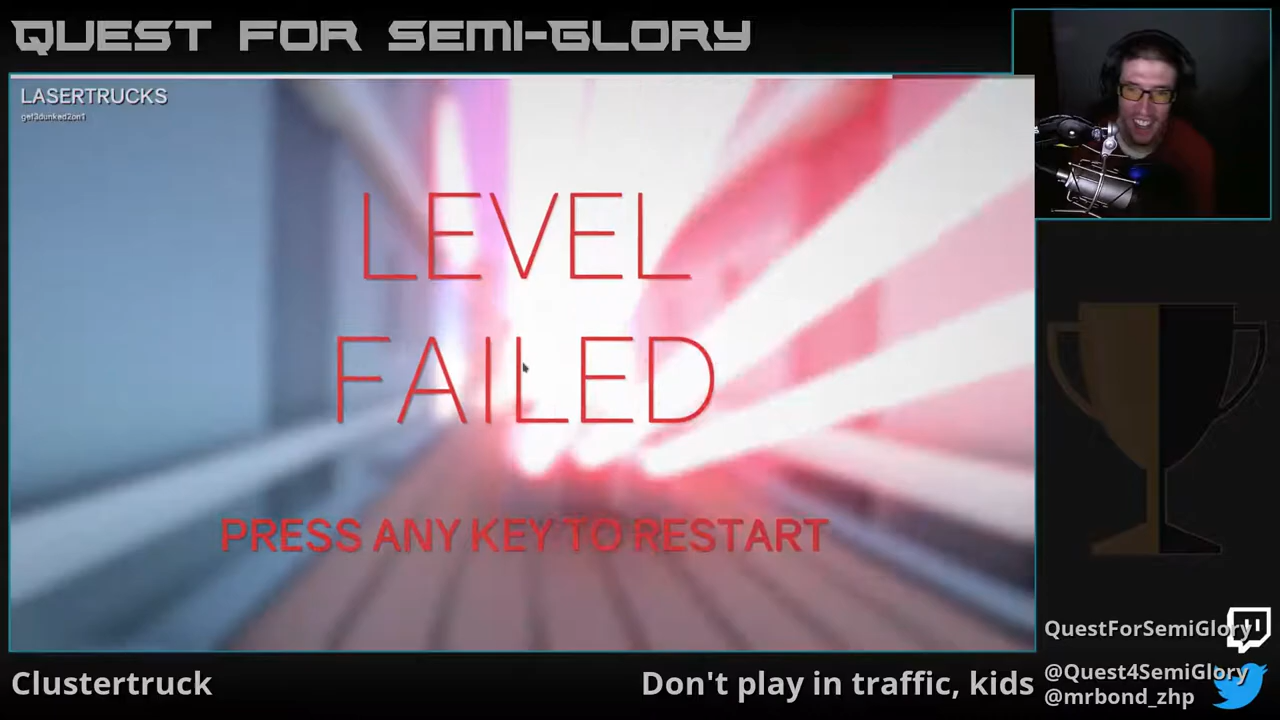 QUEST FOR SEMI-GLORY
LASERTRUCKS
get3dunked2on1
LEVEL
FAILED
PRESS ANY KEY TO RESTART
QuestForSemiGlory
@Quest4SemiGlory
@mrbond_zhp
Clustertruck
Don't play in traffic, kids